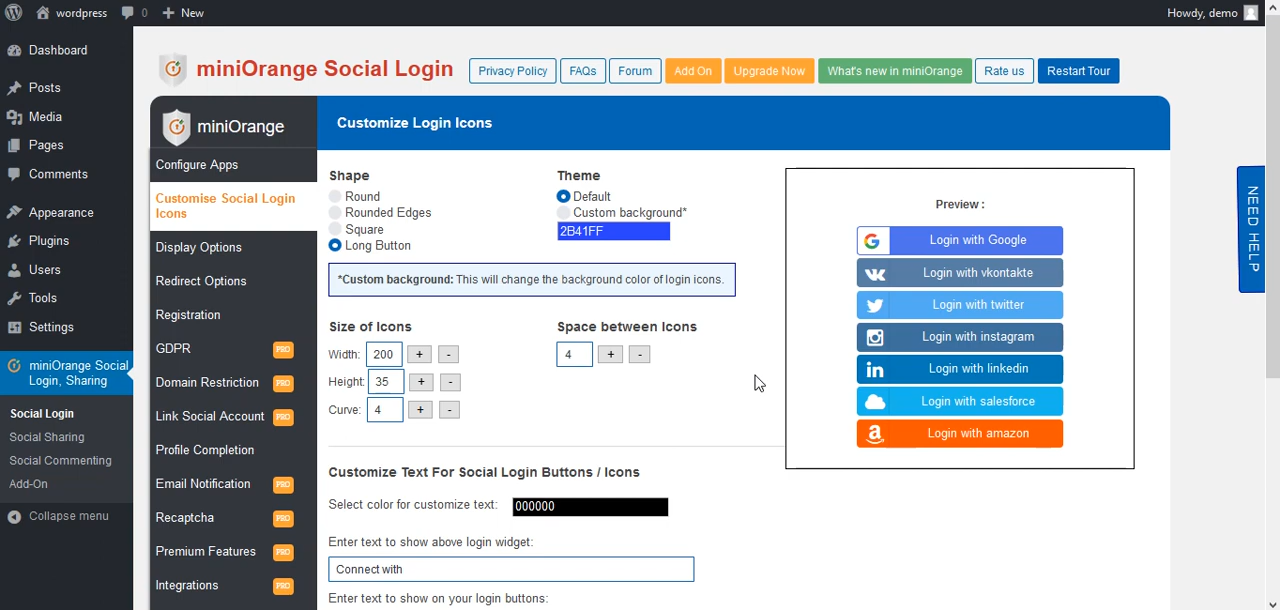 wordpress 0 + New Howdy, demo
Dashboard
Posts
Media
Pages
Comments
Appearance
Plugins
Users
Tools
Settings
miniOrange Social
Login, Sharing
Social Login
Social Sharing
Social Commenting
Add-On
Collapse menu
miniOrange Social Login Privacy Policy FAQs Forum Add On Upgrade Now What's new in miniOrange Rate us Restart Tour
miniOrange
Configure Apps
Customise Social Login
Icons
Display Options
Redirect Options
Registration
GDPR PRO
Domain Restriction PRO
Link Social Account PRO
Profile Completion
Email Notification PRO
Recaptcha PRO
Premium Features PRO
Integrations PRO
Customize Login Icons
Shape
Round
Rounded Edges
Square
Long Button
Theme
Default
Custom background*
2B41FF
*Custom background: This will change the background color of login icons.
Size of Icons
Width: 200 + -
Height: 35 + -
Curve: 4 + -
Space between Icons
4 + -
Customize Text For Social Login Buttons / Icons
Select color for customize text: 000000
Enter text to show above login widget:
Connect with
Enter text to show on your login buttons:
Preview :
Login with Google
Login with vkontakte
Login with twitter
Login with instagram
Login with linkedin
Login with salesforce
Login with amazon
NEED HELP